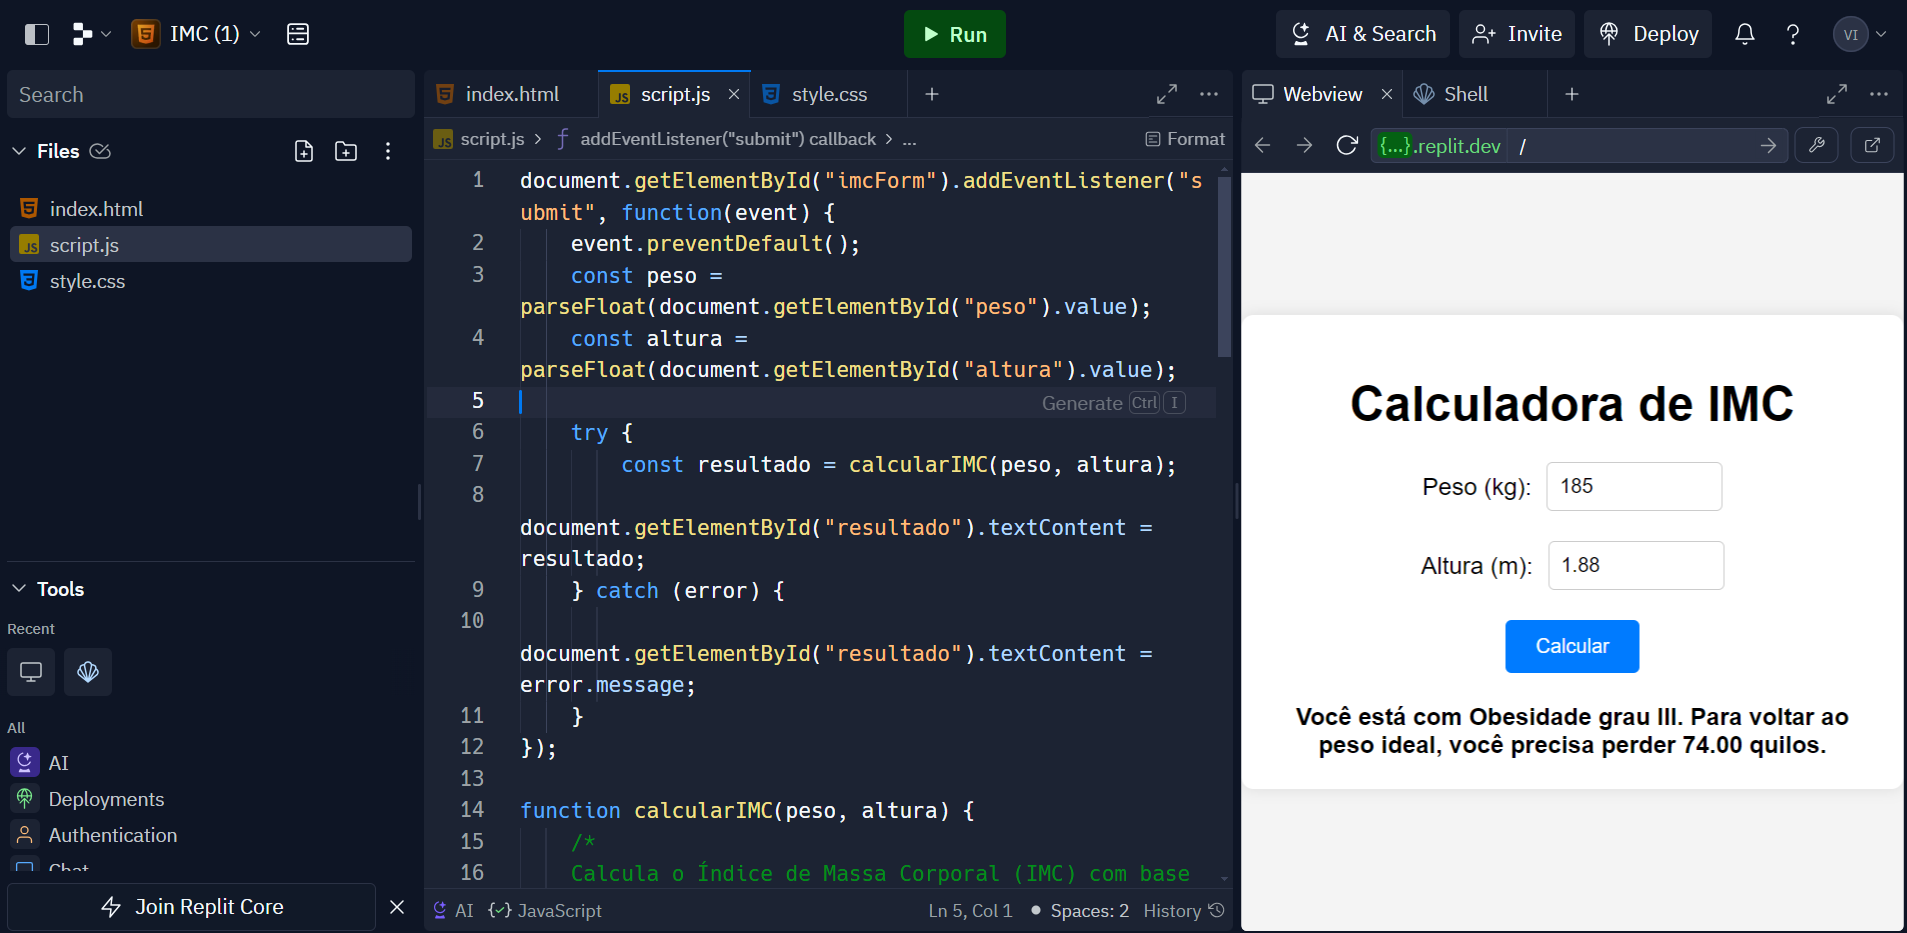 IMC (1)
Run
AI & Search
Invite
Deploy
VI
Search
Files
index.html
script.js
style.css
Tools
Recent
All
AI
Deployments
Authentication
Chat
Join Replit Core
index.html
script.js
style.css
script.js > addEventListener("submit") callback > ...
Format
1 document.getElementById("imcForm").addEventListener("s
ubmit", function(event) {
2 event.preventDefault();
3 const peso =
parseFloat(document.getElementById("peso").value);
4 const altura =
parseFloat(document.getElementById("altura").value);
5 Generate Ctrl I
6 try {
7 const resultado = calcularIMC(peso, altura);
8
document.getElementById("resultado").textContent =
resultado;
9 } catch (error) {
10
document.getElementById("resultado").textContent =
error.message;
11 }
12 });
13
14 function calcularIMC(peso, altura) {
15 /*
16 Calcula o Índice de Massa Corporal (IMC) com base
AI
JavaScript
Ln 5, Col 1
Spaces: 2
History
Webview
Shell
{...}.replit.dev /
Calculadora de IMC
Peso (kg): 185
Altura (m): 1.88
Calcular
Você está com Obesidade grau III. Para voltar ao
peso ideal, você precisa perder 74.00 quilos.